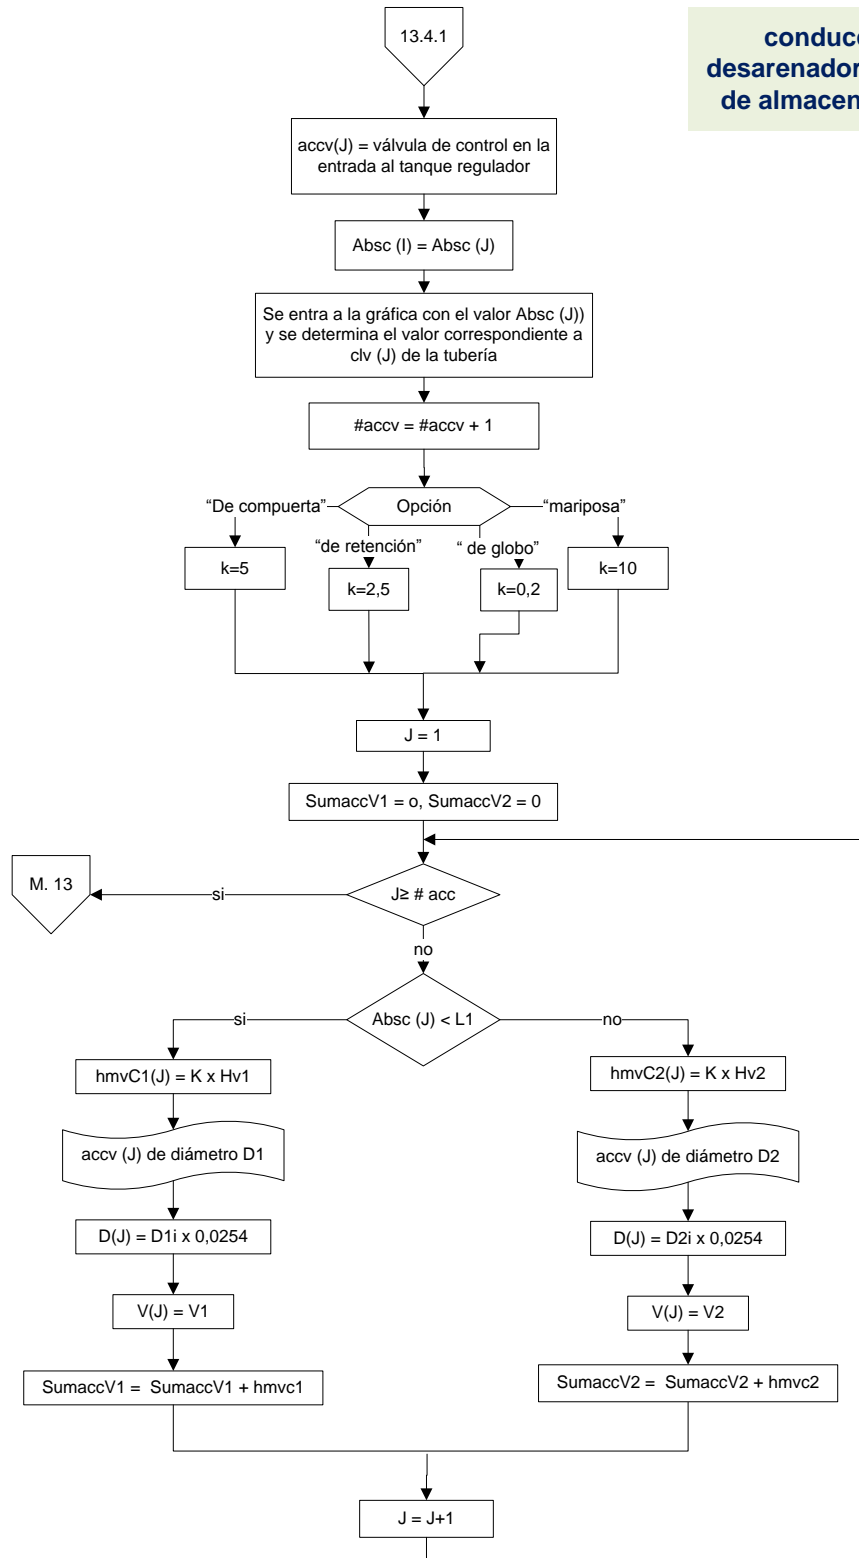 13.4.1
conduc
desarenador
de almacen
accv(J) = válvula de control en la
entrada al tanque regulador
Absc (I) = Absc (J)
Se entra a la gráfica con el valor Absc (J))
y se determina el valor correspondiente a
clv (J) de la tubería
#accv = #accv + 1
“De compuerta”
Opción
“mariposa”
“de retención”
“ de globo”
k=5
k=2,5
k=0,2
k=10
J = 1
SumaccV1 = o, SumaccV2 = 0
M. 13
si
J≥ # acc
no
si
Absc (J) < L1
no
hmvC1(J) = K x Hv1
hmvC2(J) = K x Hv2
accv (J) de diámetro D1
accv (J) de diámetro D2
D(J) = D1i x 0,0254
D(J) = D2i x 0,0254
V(J) = V1
V(J) = V2
SumaccV1 =  SumaccV1 + hmvc1
SumaccV2 =  SumaccV2 + hmvc2
J = J+1